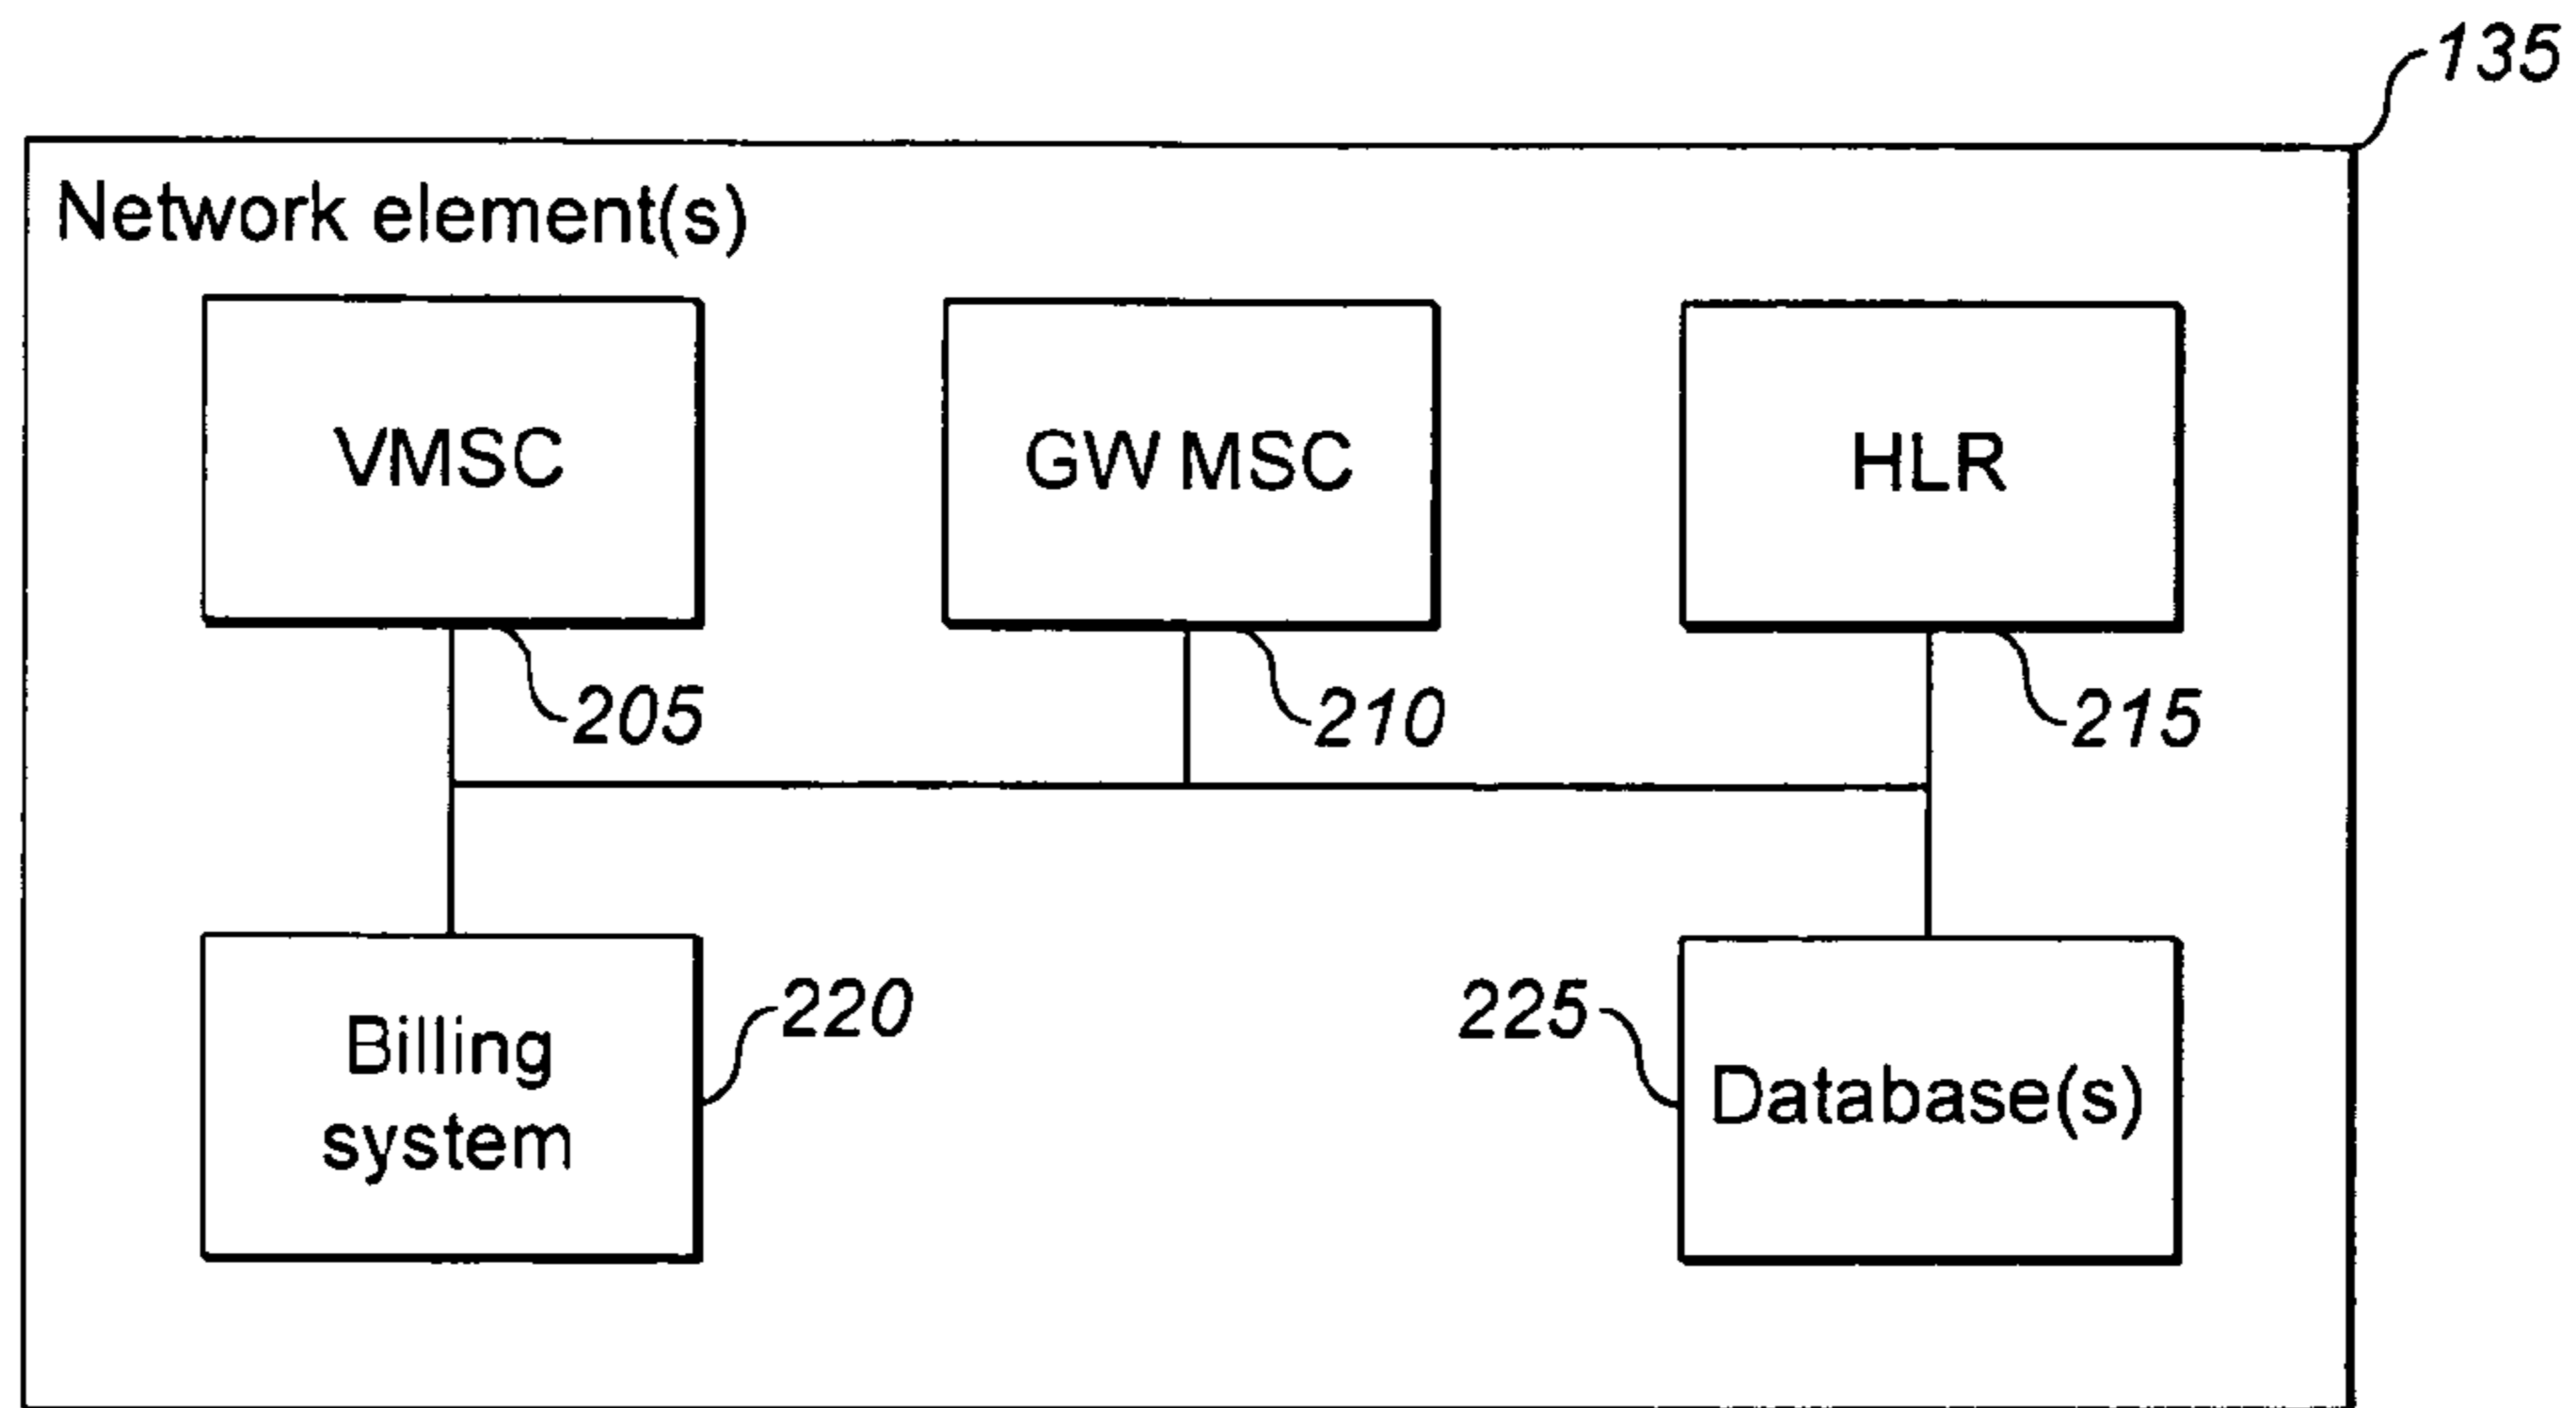 135
Network element(s)
VMSC
GW MSC
HLR
205
210
215
Billing
system
220
225
Database(s)